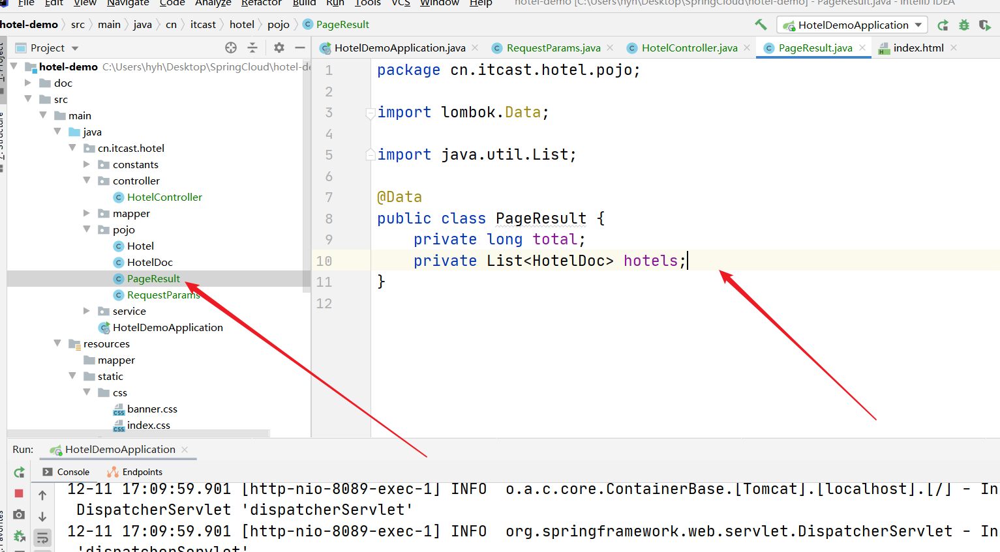 File Edit View Navigate Code Analyze Refactor Build Run Tools VCS Window Help hotel-demo [C:\Users\hyh\Desktop\SpringCloud\hotel-demo] - PageResult.java - IntelliJ IDEA
hotel-demo src main java cn itcast hotel pojo PageResult
HotelDemoApplication
Project
HotelDemoApplication.java RequestParams.java HotelController.java PageResult.java index.html
hotel-demo C:\Users\hyh\Desktop\SpringCloud\hotel-de
doc
src
main
java
cn.itcast.hotel
constants
controller
HotelController
mapper
pojo
Hotel
HotelDoc
PageResult
RequestParams
service
HotelDemoApplication
resources
mapper
static
css
banner.css
index.css
1 package cn.itcast.hotel.pojo;
2
3 import lombok.Data;
4
5 import java.util.List;
6
7 @Data
8 public class PageResult {
9 private long total;
10 private List<HotelDoc> hotels;
11 }
12
Run: HotelDemoApplication
Console Endpoints
12-11 17:09:59.901 [http-nio-8089-exec-1] INFO  o.a.c.core.ContainerBase.[Tomcat].[localhost].[/] - In
DispatcherServlet 'dispatcherServlet'
12-11 17:09:59.901 [http-nio-8089-exec-1] INFO  org.springframework.web.servlet.DispatcherServlet - In
'dispatcherServlet'